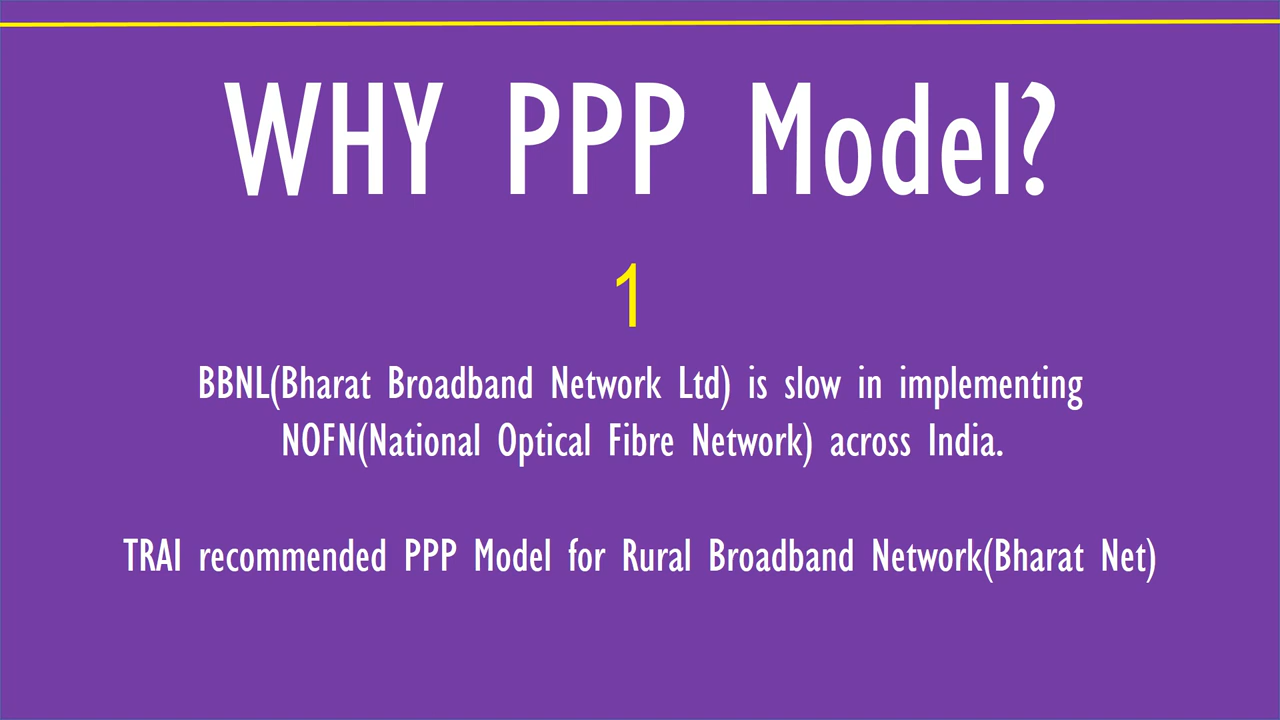 WHY PPP Model?
1
BBNL(Bharat Broadband Network Ltd) is slow in implementing
NOFN(National Optical Fibre Network) across India.
TRAI recommended PPP Model for Rural Broadband Network(Bharat Net)